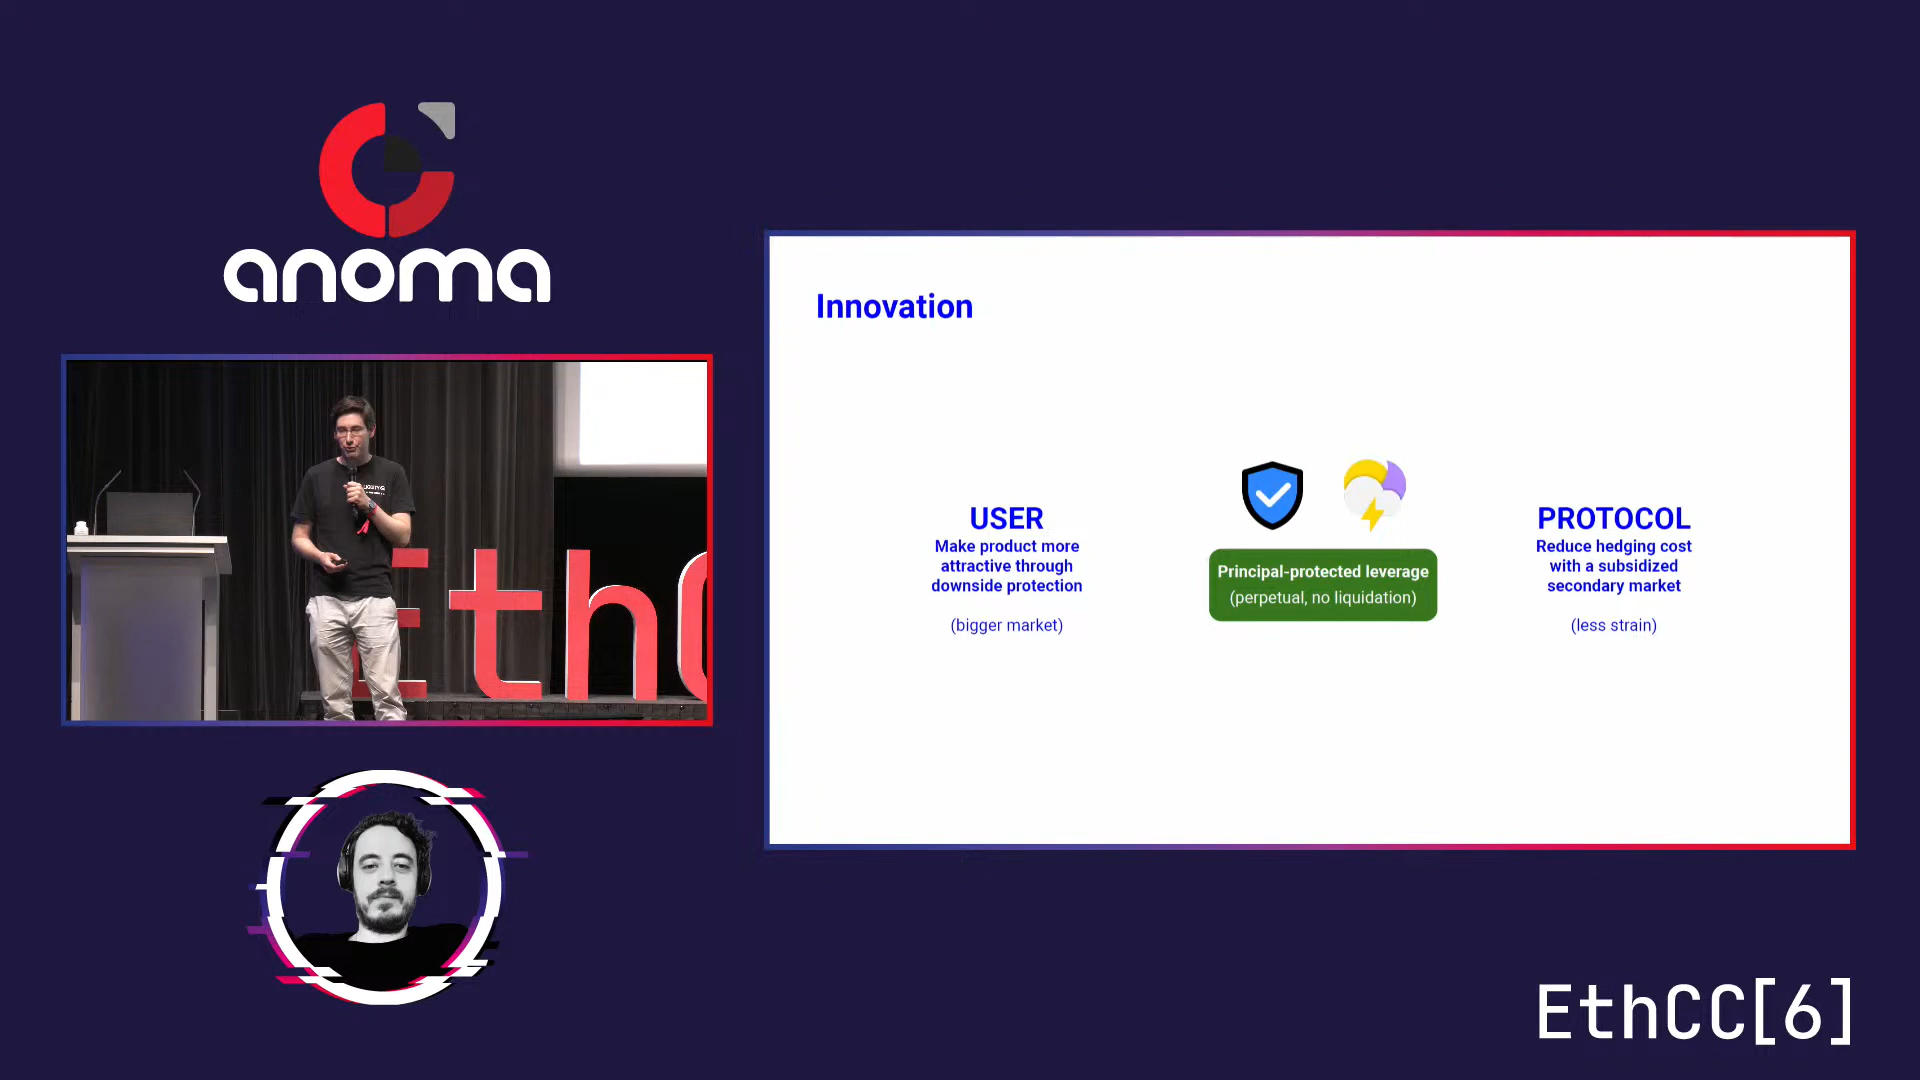 anoma
EthC
Innovation
USER
Make product more
attractive through
downside protection
(bigger market)
Principal-protected leverage
(perpetual, no liquidation)
PROTOCOL
Reduce hedging cost
with a subsidized
secondary market
(less strain)
EthCC[6]